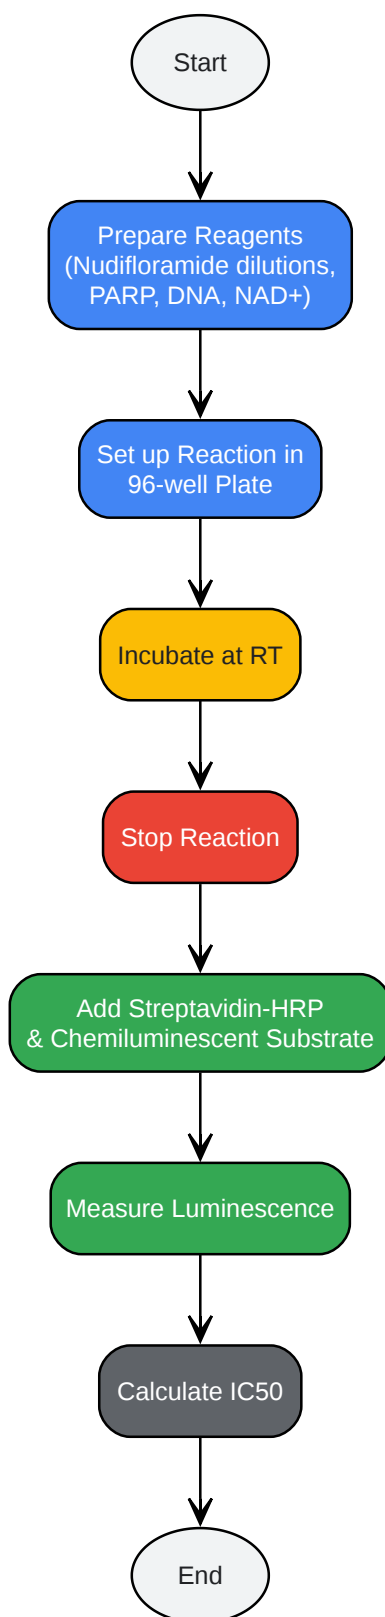 Start
Prepare Reagents
(Nudifloramide dilutions,
PARP, DNA, NAD+)
Set up Reaction in
96-well Plate
Incubate at RT
Stop Reaction
Add Streptavidin-HRP
& Chemiluminescent Substrate
Measure Luminescence
Calculate IC50
End